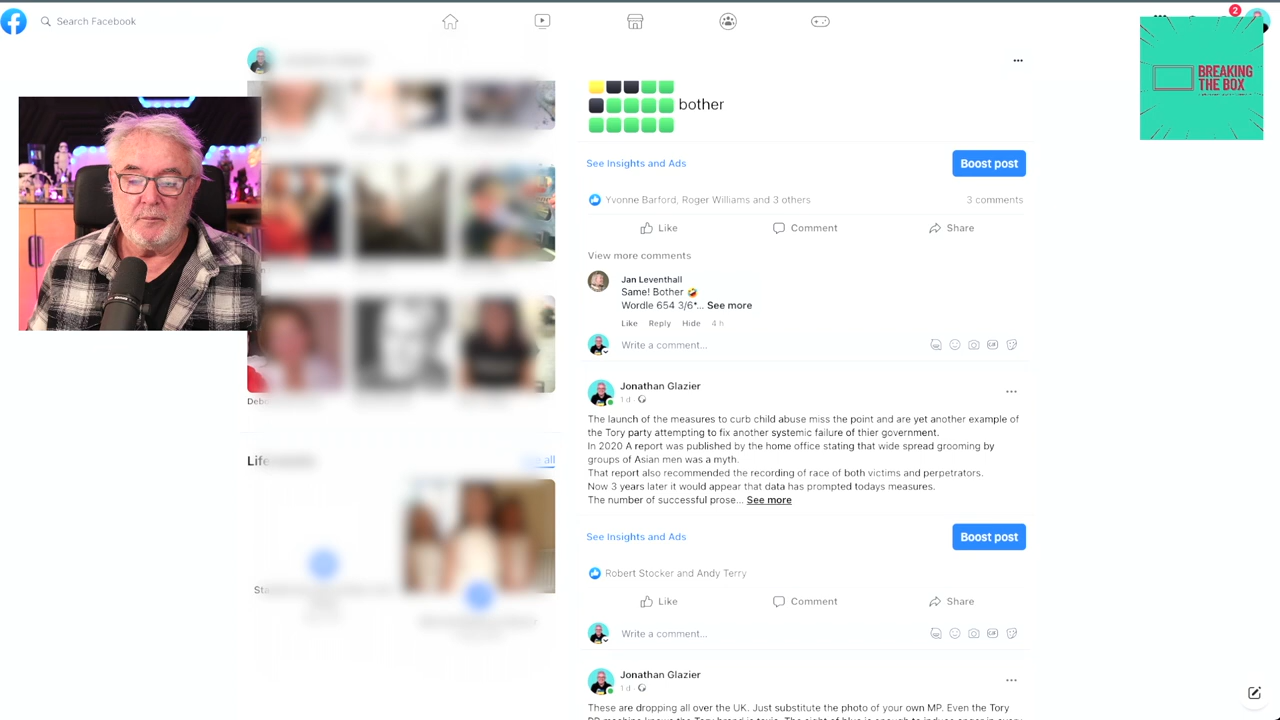 Search Facebook
2
BREAKING
THE BOX
bother
See Insights and Ads
Boost post
Yvonne Barford, Roger Williams and 3 others
3 comments
Like
Comment
Share
View more comments
Jan Leventhall
Same! Bother 🤣
Wordle 654 3/6*... See more
Like Reply Hide 4 h
Write a comment...
Jonathan Glazier
1 d
The launch of the measures to curb child abuse miss the point and are yet another example of
the Tory party attempting to fix another systemic failure of thier government.
In 2020 A report was published by the home office stating that wide spread grooming by
groups of Asian men was a myth.
That report also recommended the recording of race of both victims and perpetrators.
Now 3 years later it would appear that data has prompted todays measures.
The number of successful prose... See more
See Insights and Ads
Boost post
Robert Stocker and Andy Terry
Like
Comment
Share
Write a comment...
Jonathan Glazier
1 d
These are dropping all over the UK. Just substitute the photo of your own MP. Even the Tory
Life
all